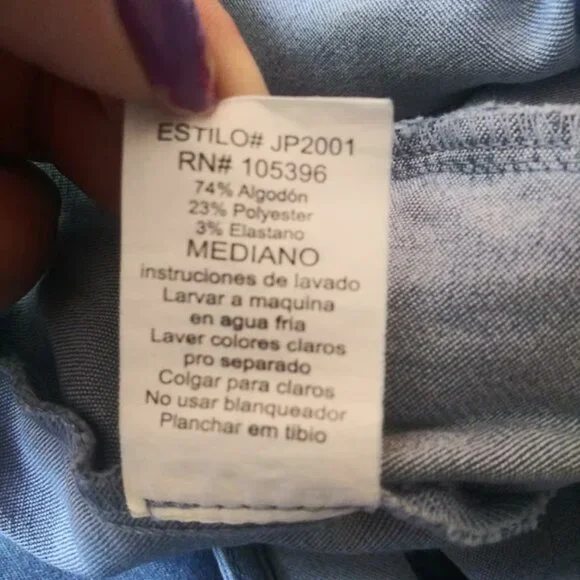 ESTILO# JP2001
RN# 105396
74% Algodón
23% Polyester
3% Elastano
MEDIANO
instruciones de lavado
Larvar a maquina
en agua fria
Laver colores claros
pro separado
Colgar para claros
No usar blanqueador
Planchar em tibio